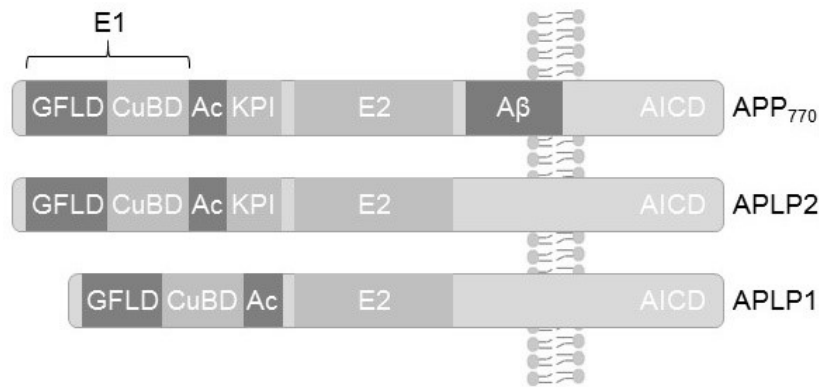 E1
GFLD CuBD Ac KPI E2 Aβ AICD APP770
GFLD CuBD Ac KPI E2 AICD APLP2
GFLD CuBD Ac E2 AICD APLP1